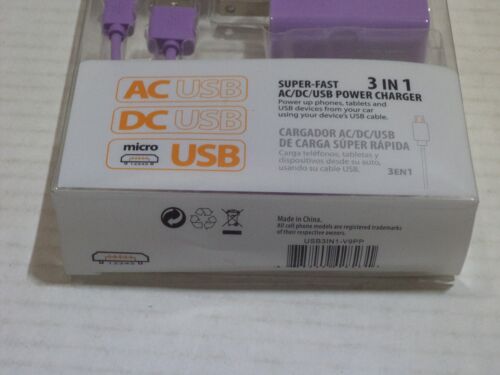 AC USB
DC USB
micro USB
12345
SUPER-FAST 3 IN 1
AC/DC/USB POWER CHARGER
Power up phones, tablets and
USB devices from your car
using your device's USB cable.
CARGADOR AC/DC/USB
DE CARGA SÚPER RÁPIDA
Carga teléfonos, tabletas y
dispositivos desde su auto,
usando su cable USB.
3EN1
Made in China.
All cell phone models are registered trademarks
of their respective owners.
USB3IN1-V9PP
12345